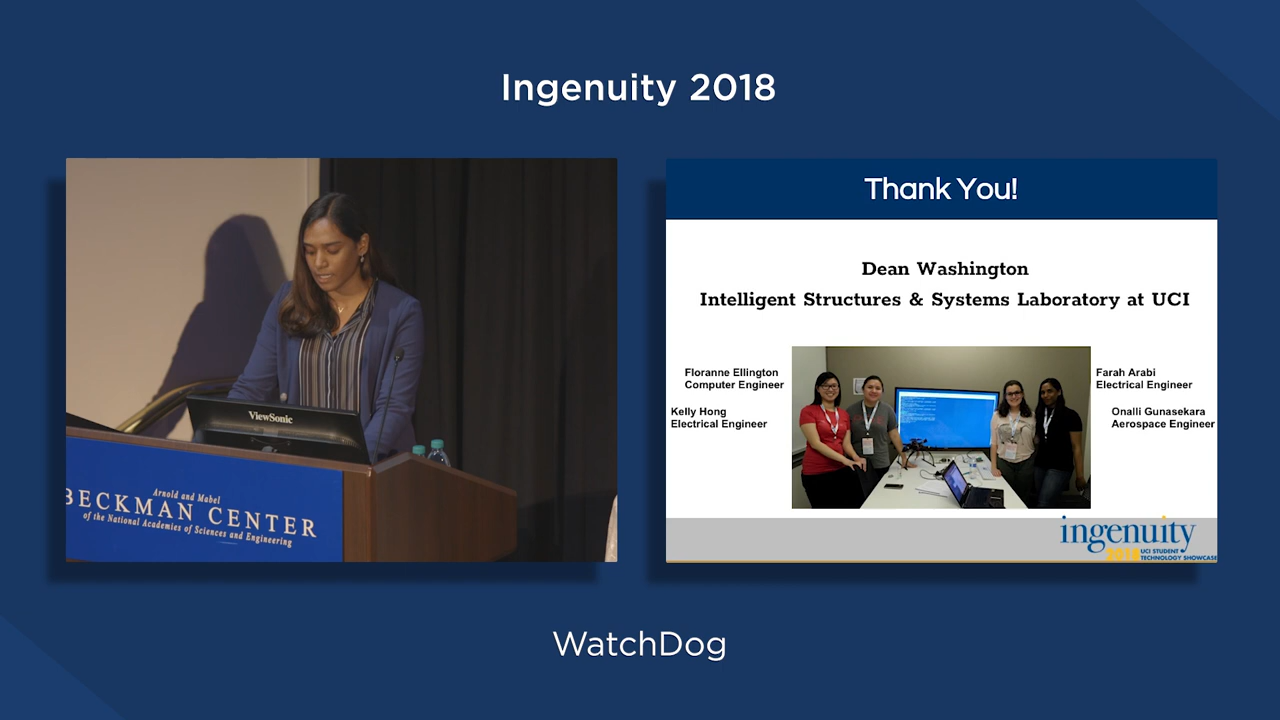 Ingenuity 2018
ViewSonic
Arnold and Mabel
BECKMAN CENTER
of the National Academies of Sciences and Engineering
Thank You!
Dean Washington
Intelligent Structures & Systems Laboratory at UCI
Floranne Ellington
Computer Engineer
Kelly Hong
Electrical Engineer
Farah Arabi
Electrical Engineer
Onalli Gunasekara
Aerospace Engineer
ingenuity
2018 UCI STUDENT
TECHNOLOGY SHOWCASE
WatchDog